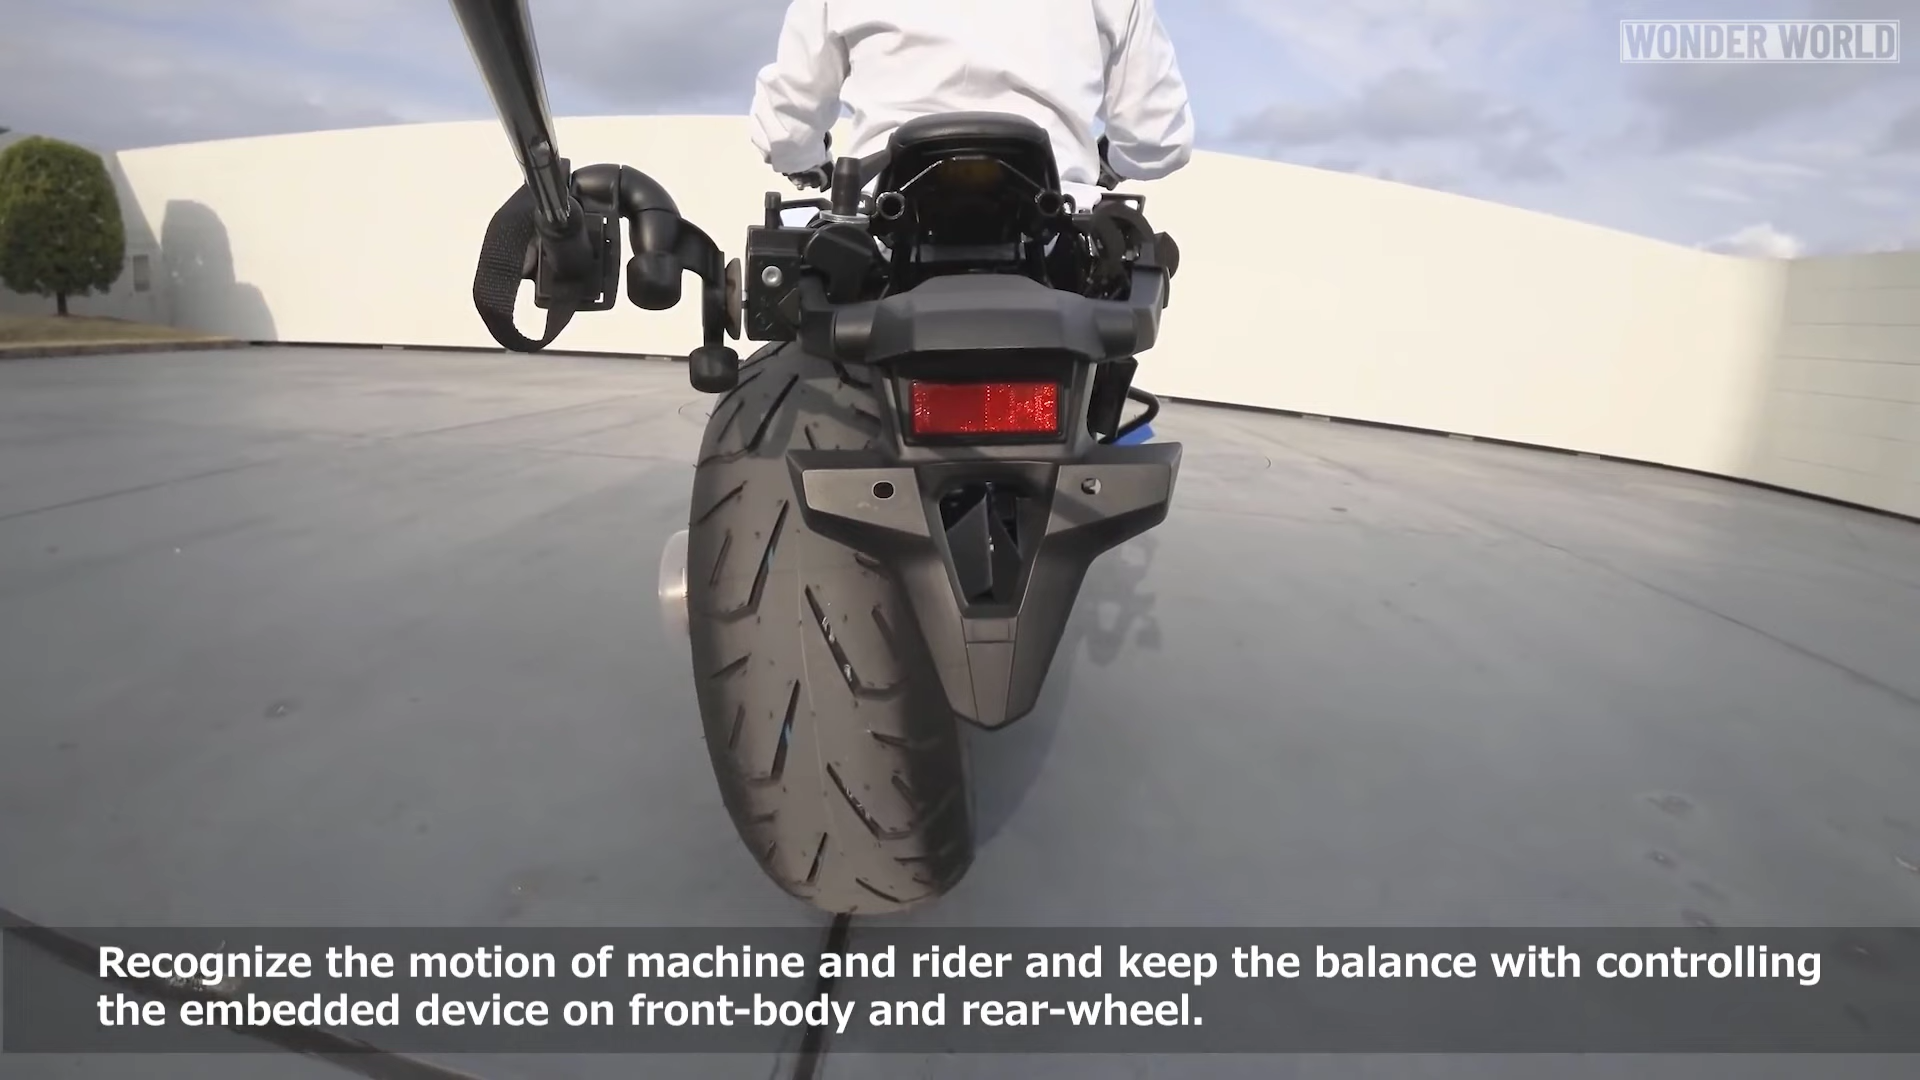 WONDER WORLD
Recognize the motion of machine and rider and keep the balance with controlling
the embedded device on front-body and rear-wheel.